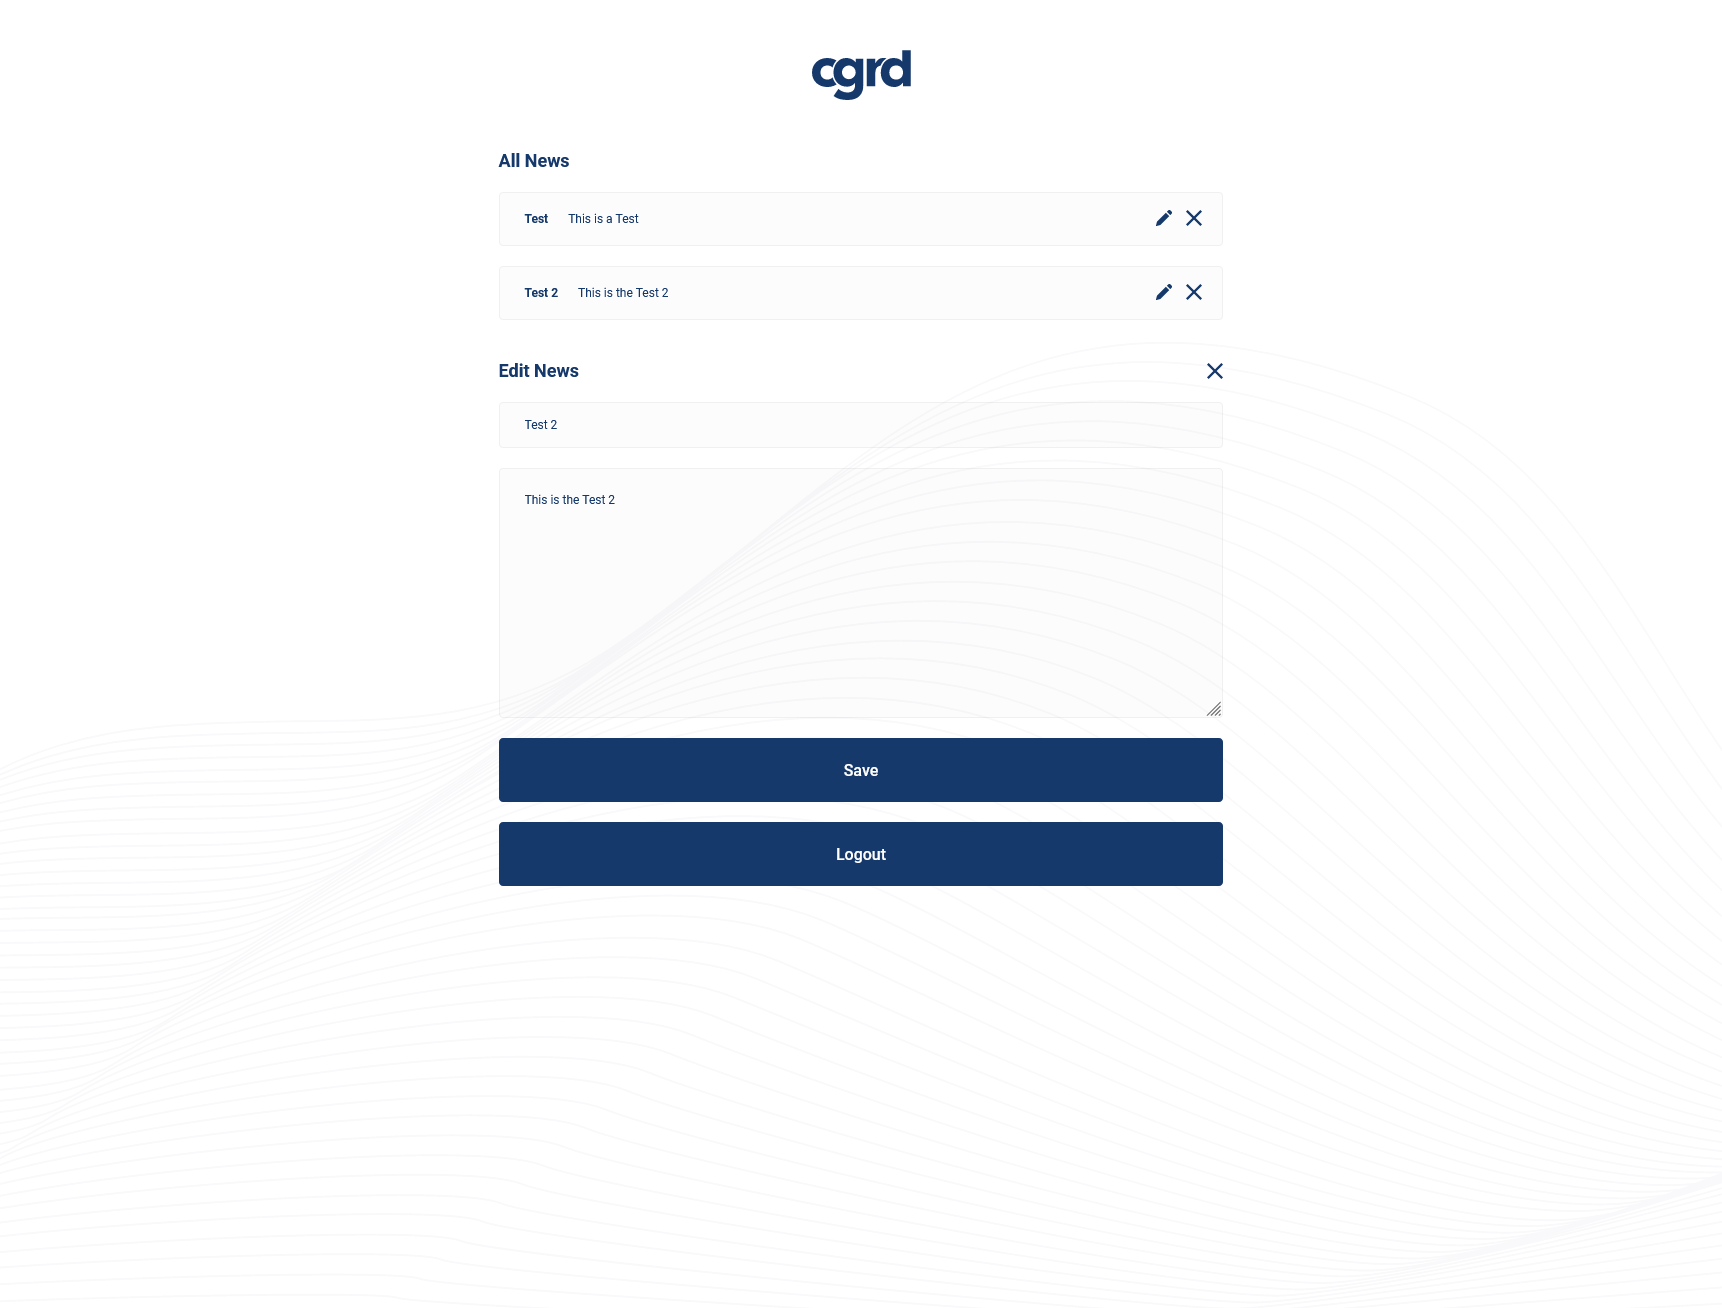 cgrd
All News
Test This is a Test
Test 2 This is the Test 2
Edit News
Test 2
This is the Test 2
Save
Logout